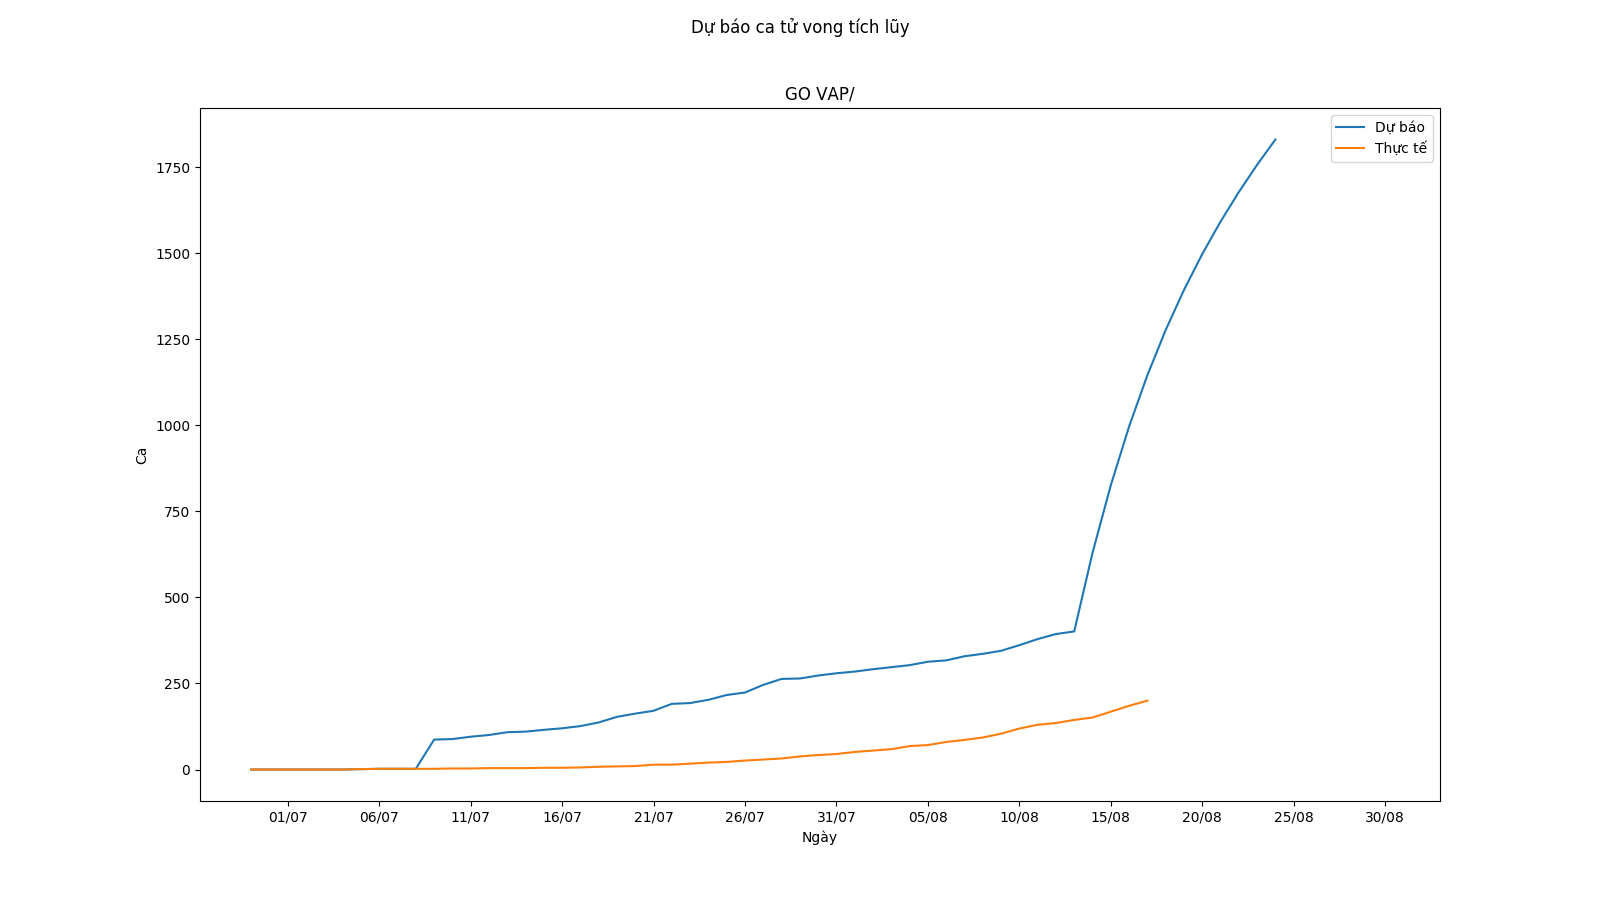 Dự báo ca tử vong tích lũy
GO VAP/
Dự báo
Thực tế
1750
1500
1250
1000
750
500
250
0
Ca
01/07 06/07 11/07 16/07 21/07 26/07 31/07 05/08 10/08 15/08 20/08 25/08 30/08
Ngày